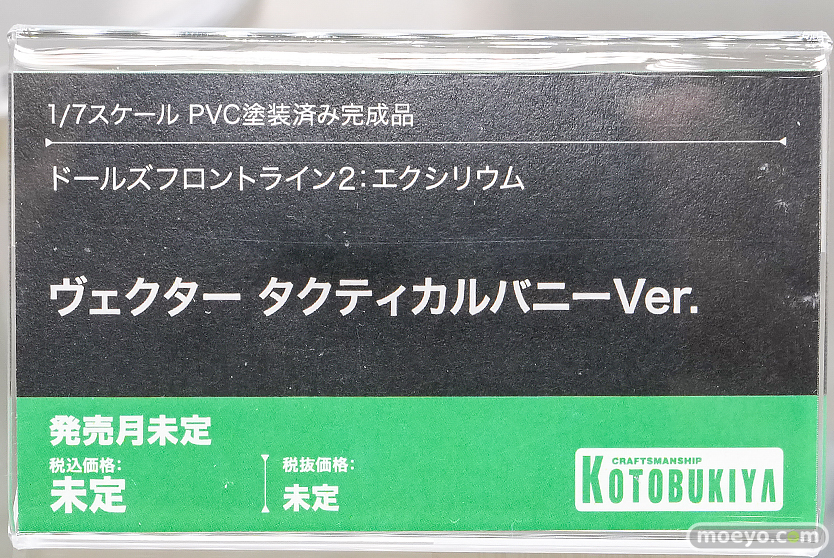 1/7スケール PVC塗装済み完成品
ドールズフロントライン2：エクシリウム
ヴェクター タクティカルバニーVer.
発売月未定
税込価格：
未定
税抜価格：
未定
CRAFTSMANSHIP
KOTOBUKIYA
moeyo.com